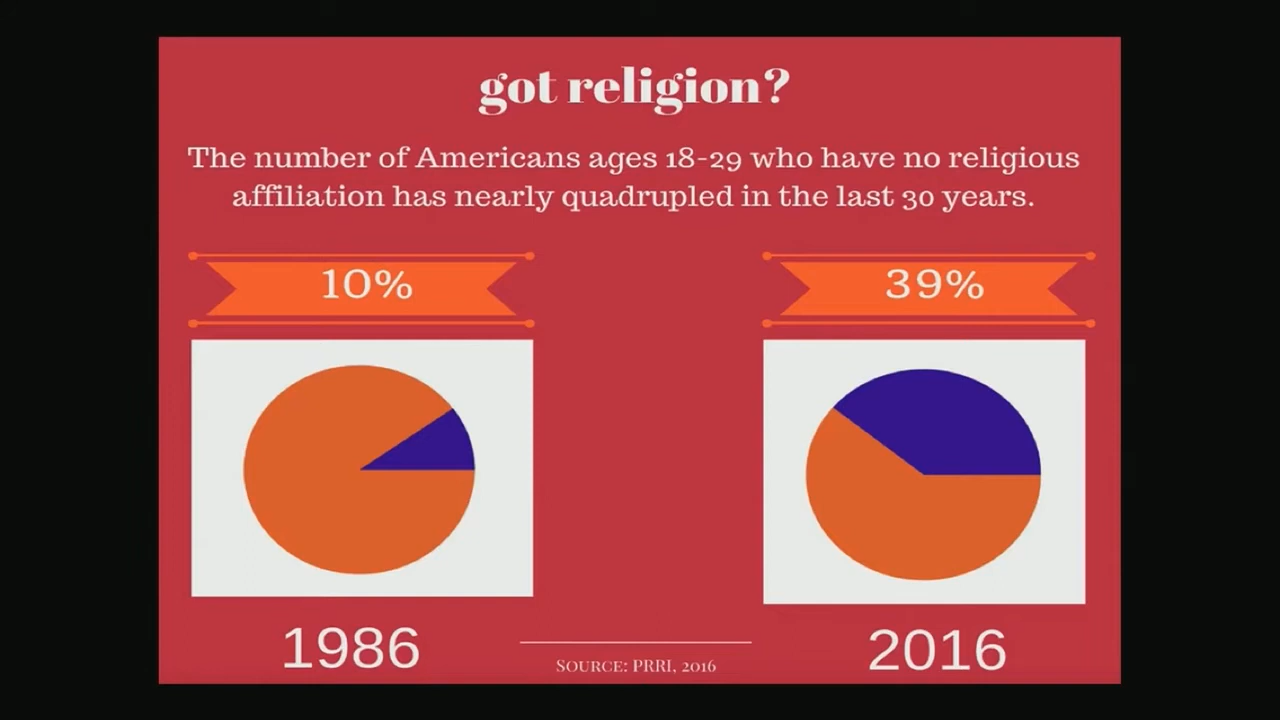 got religion?
The number of Americans ages 18-29 who have no religious
affiliation has nearly quadrupled in the last 30 years.
10%
39%
1986
2016
Source: PRRI, 2016